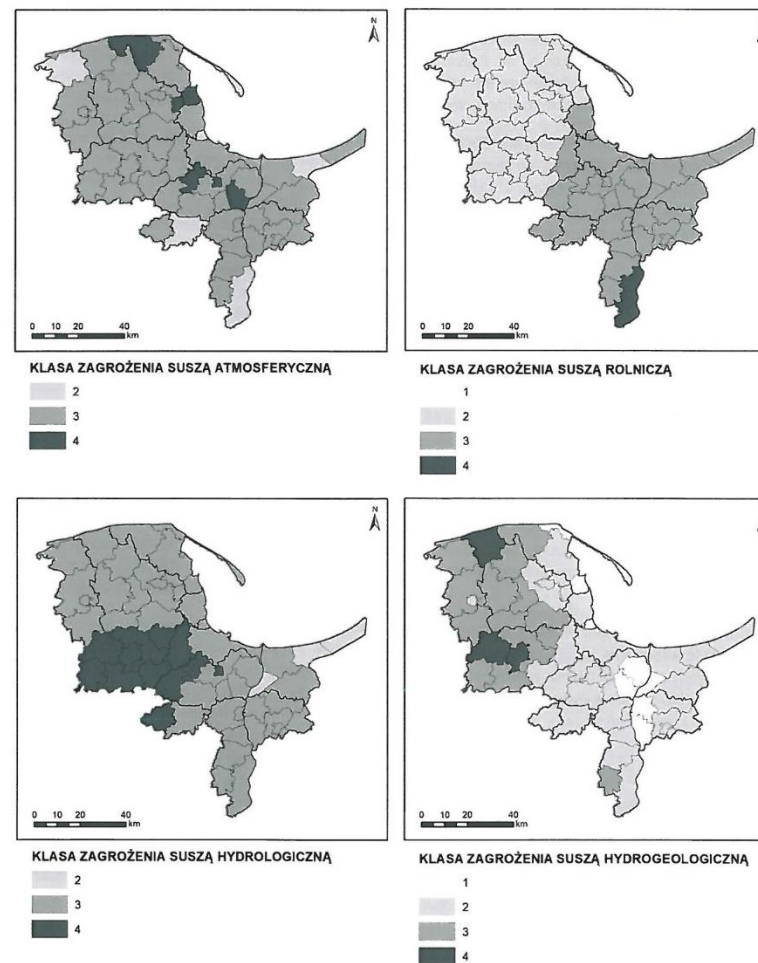 N
0 10 20 40
km
KLASA ZAGROŻENIA SUSZĄ ATMOSFERYCZNĄ
2
3
4
0 10 20 40
km
KLASA ZAGROŻENIA SUSZĄ ROLNICZĄ
1
2
3
4
N
0 10 20 40
km
KLASA ZAGROŻENIA SUSZĄ HYDROLOGICZNĄ
2
3
4
0 10 20 40
km
KLASA ZAGROŻENIA SUSZĄ HYDROGEOLOGICZNĄ
1
2
3
4